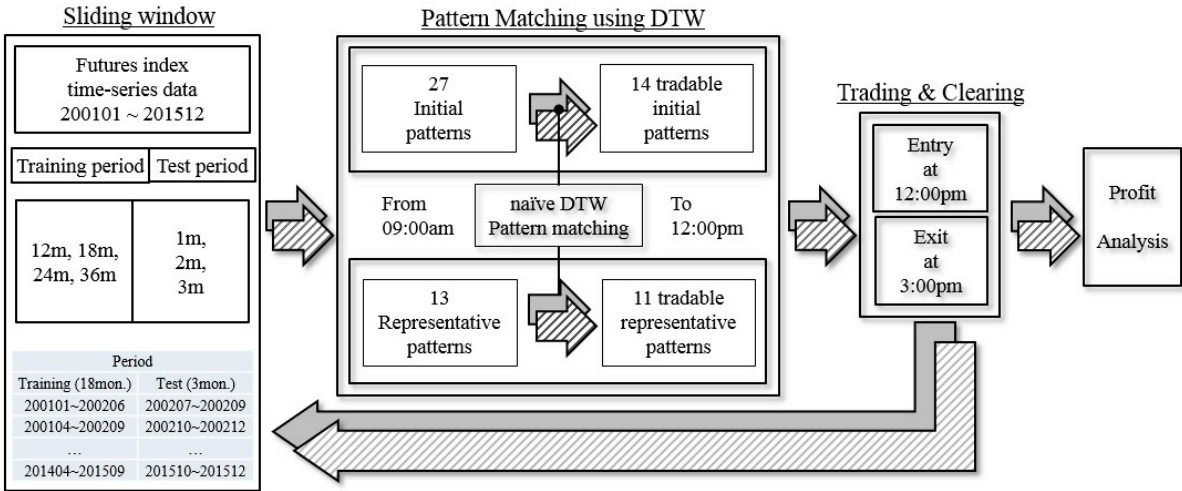 Sliding window
Futures index
time-series data
200101 ~ 201512
Training period
Test period
12m, 18m,
24m, 36m
1m,
2m,
3m
Period
Training (18mon.) Test (3mon.)
200101~200206 200207~200209
200104~200209 200210~200212
… …
201404~201509 201510~201512
Pattern Matching using DTW
27
Initial
patterns
14 tradable
initial
patterns
From
09:00am
naïve DTW
Pattern matching
To
12:00pm
13
Representative
patterns
11 tradable
representative
patterns
Trading & Clearing
Entry
at
12:00pm
Exit
at
3:00pm
Profit
Analysis